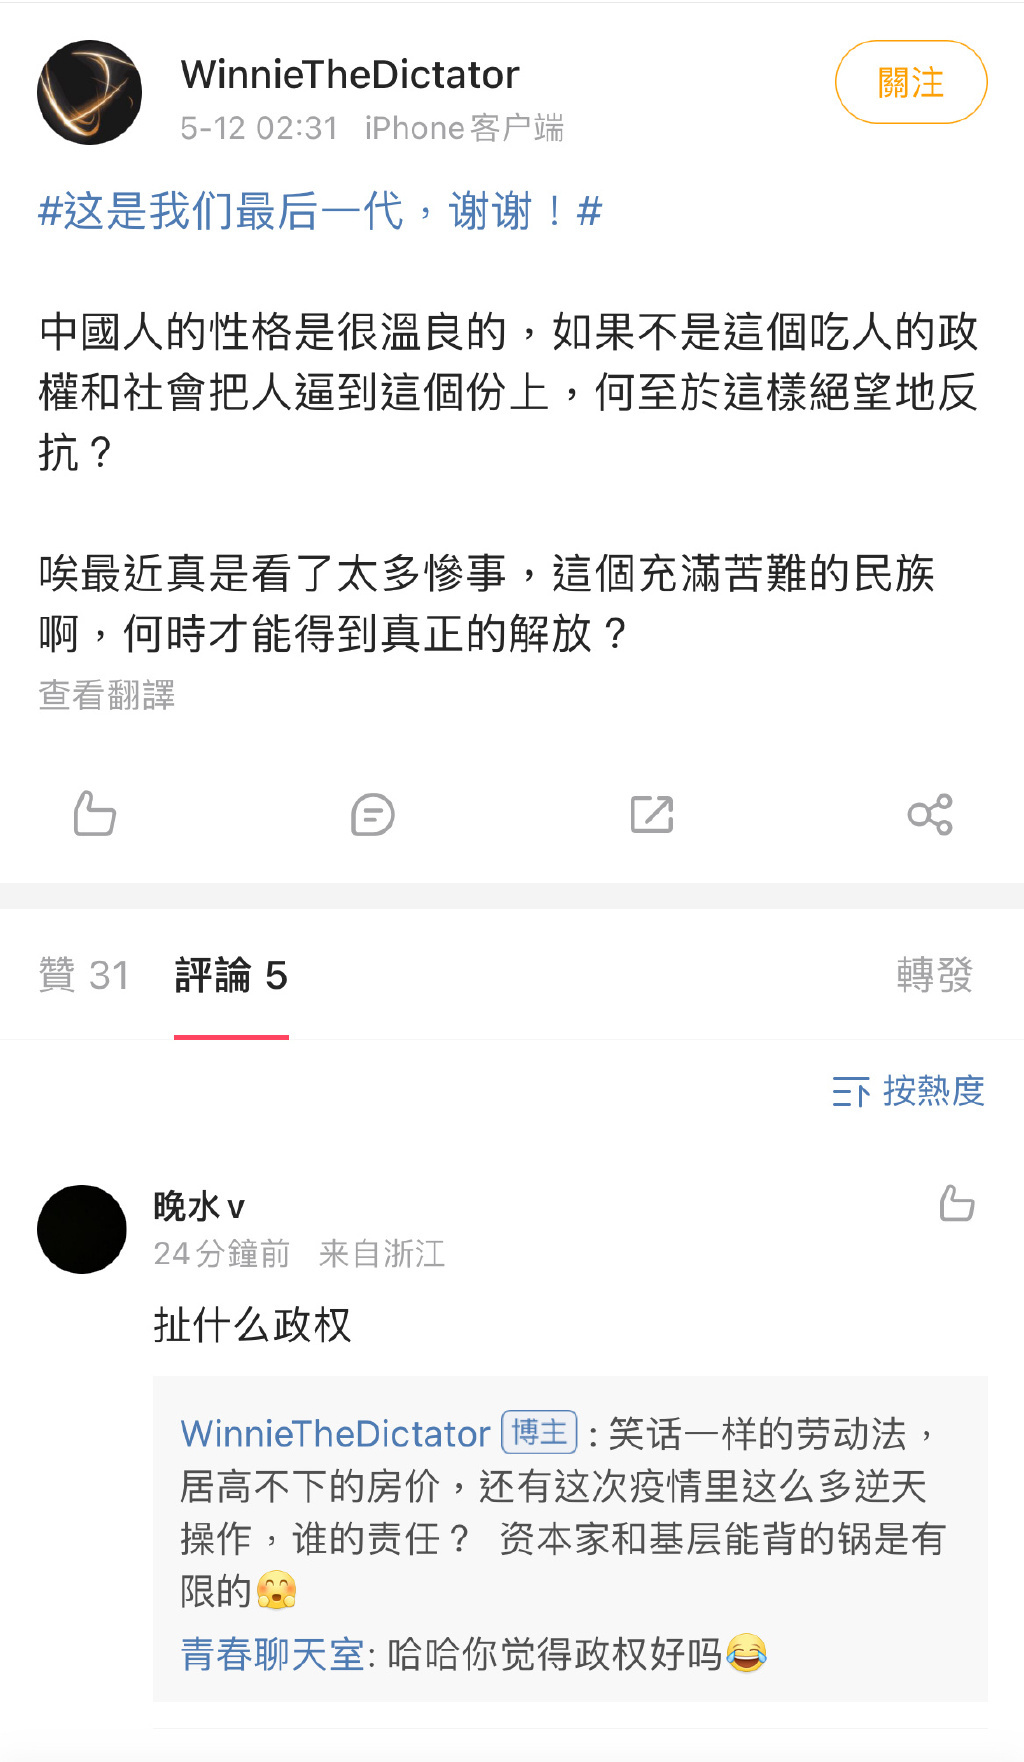 WinnieTheDictator
關注
5-12 02:31 iPhone客户端
#这是我们最后一代，谢谢！#
中國人的性格是很溫良的，如果不是這個吃人的政
權和社會把人逼到這個份上，何至於這樣絕望地反
抗？
唉最近真是看了太多慘事，這個充滿苦難的民族
啊，何時才能得到真正的解放？
查看翻譯
贊 31 評論 5 轉發
按熱度
晚水v
24分鐘前 来自浙江
扯什么政权
WinnieTheDictator 博主 : 笑话一样的劳动法，
居高不下的房价，还有这次疫情里这么多逆天
操作，谁的责任？ 资本家和基层能背的锅是有
限的🤗
青春聊天室: 哈哈你觉得政权好吗😂